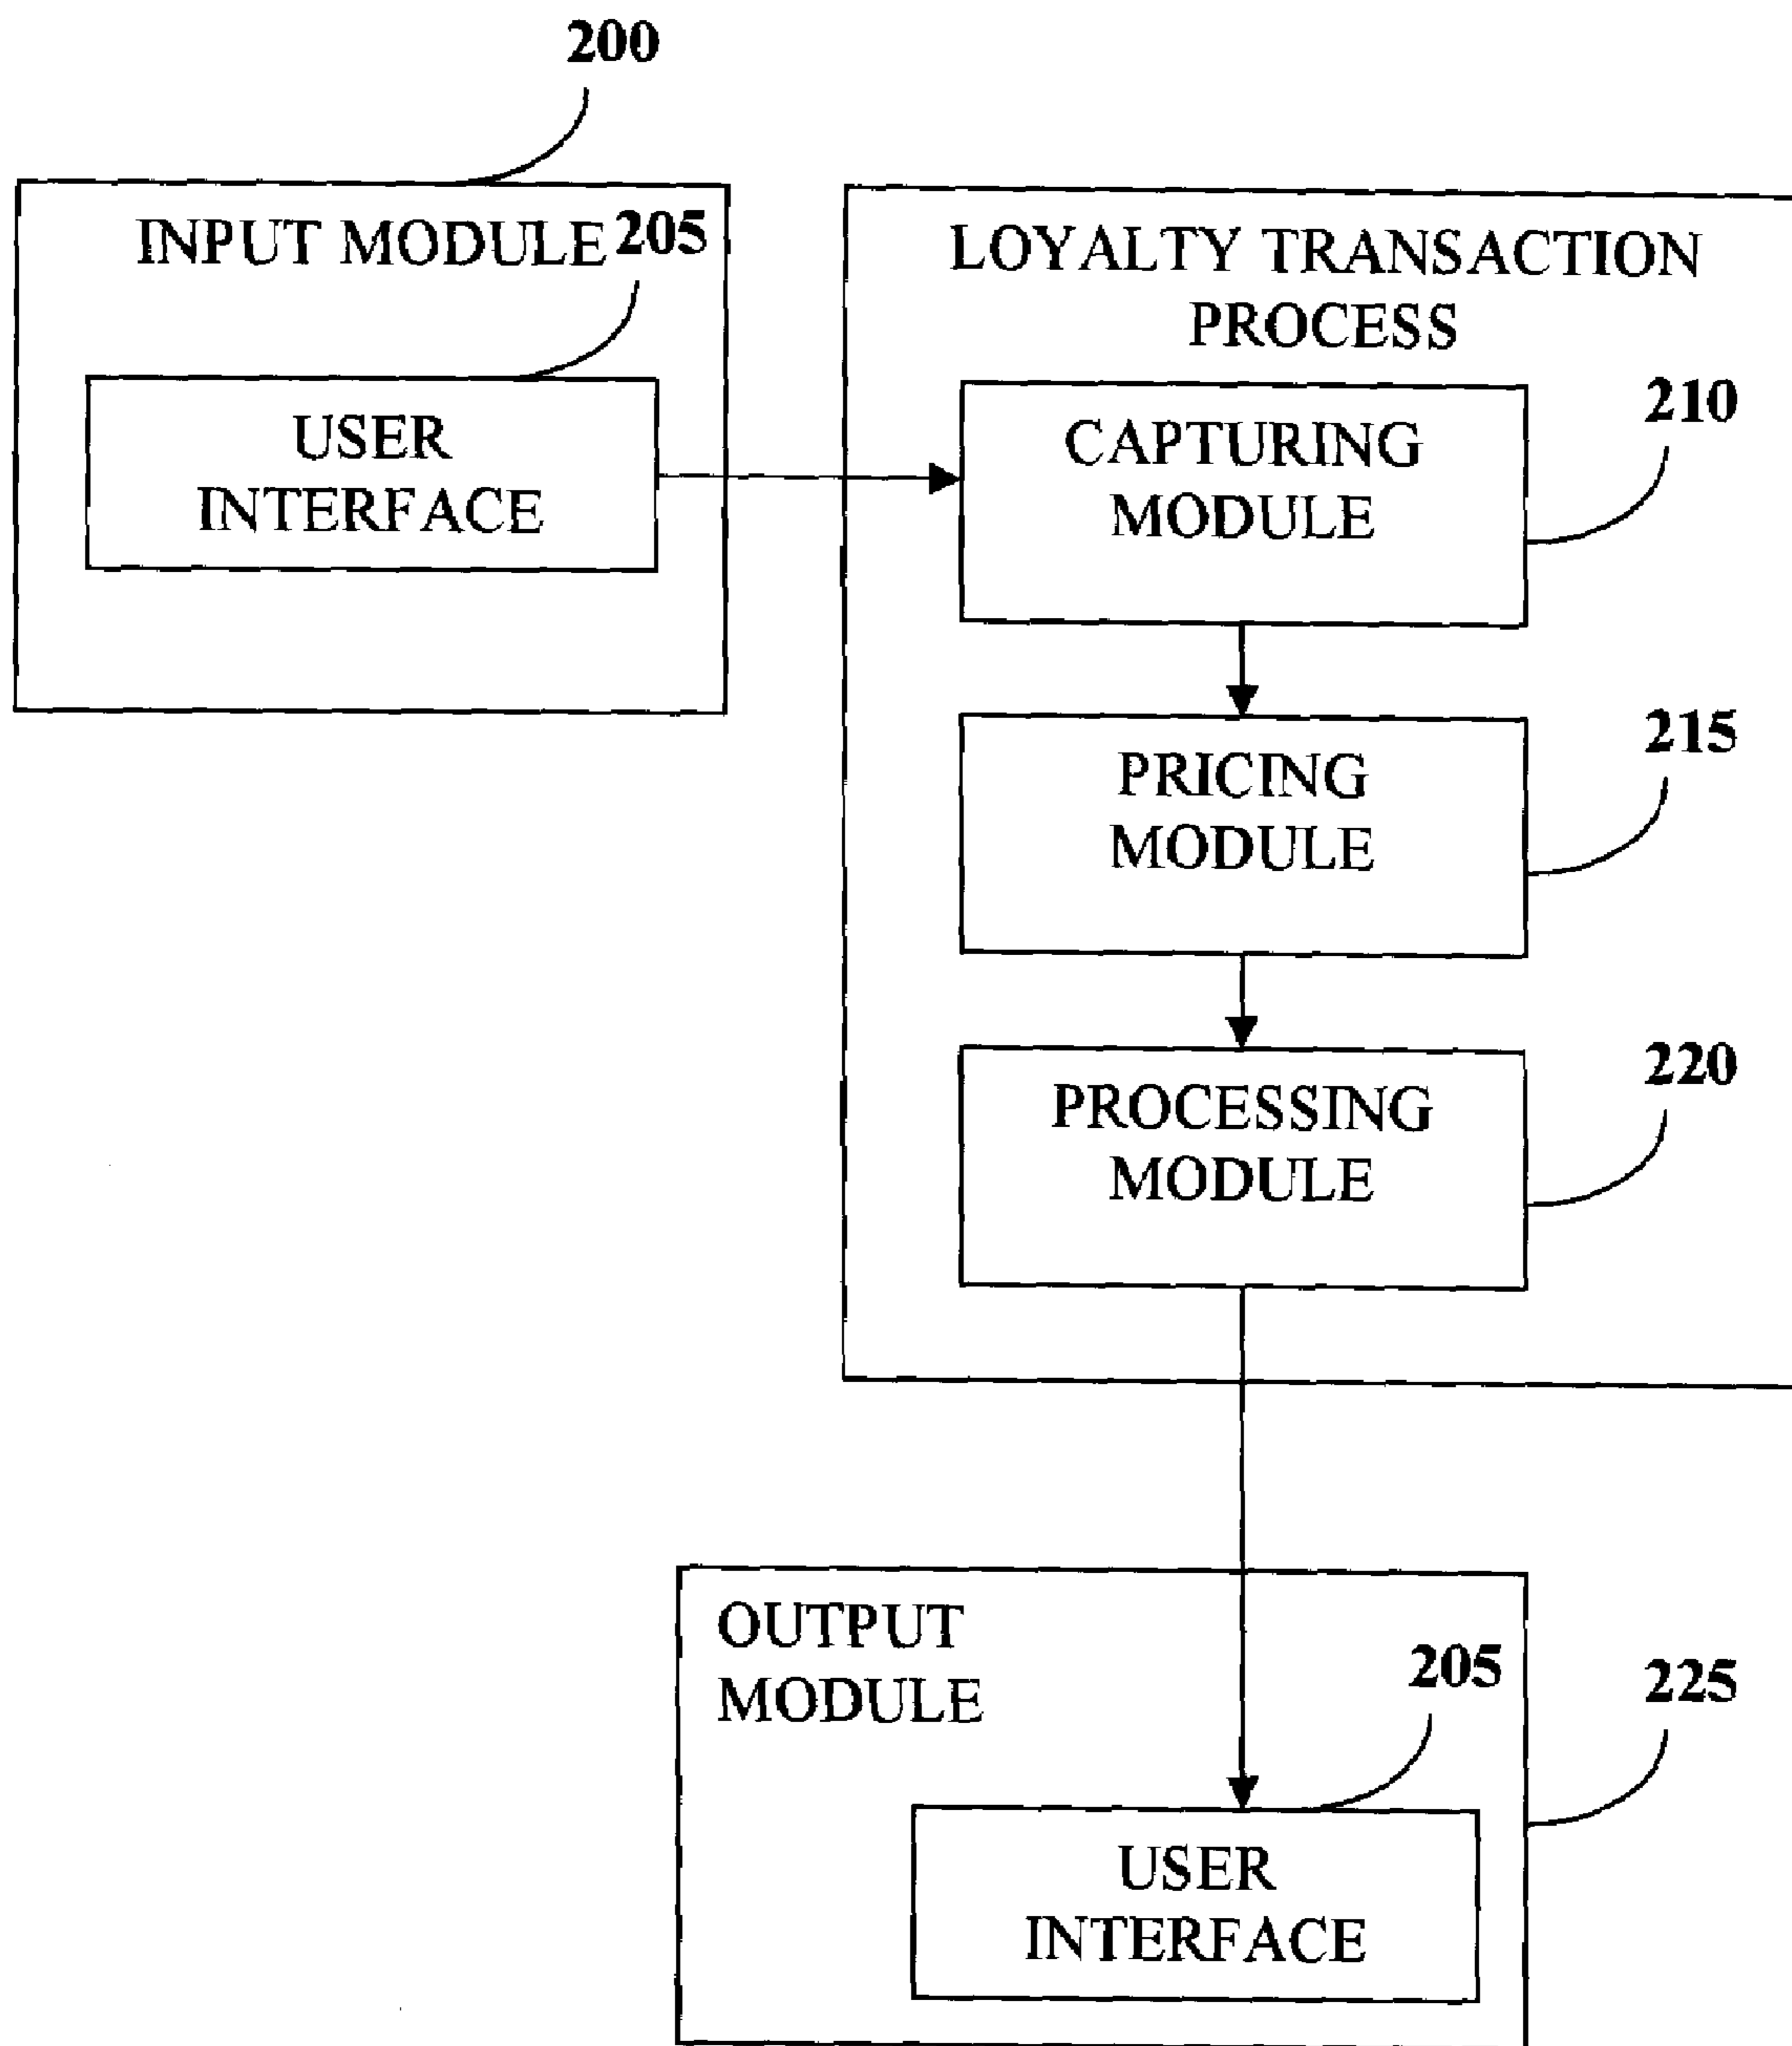 200
INPUT MODULE 205
USER
INTERFACE
LOYALTY TRANSACTION
PROCESS
CAPTURING
MODULE
210
PRICING
MODULE
215
PROCESSING
MODULE
220
OUTPUT
MODULE
205
225
USER
INTERFACE